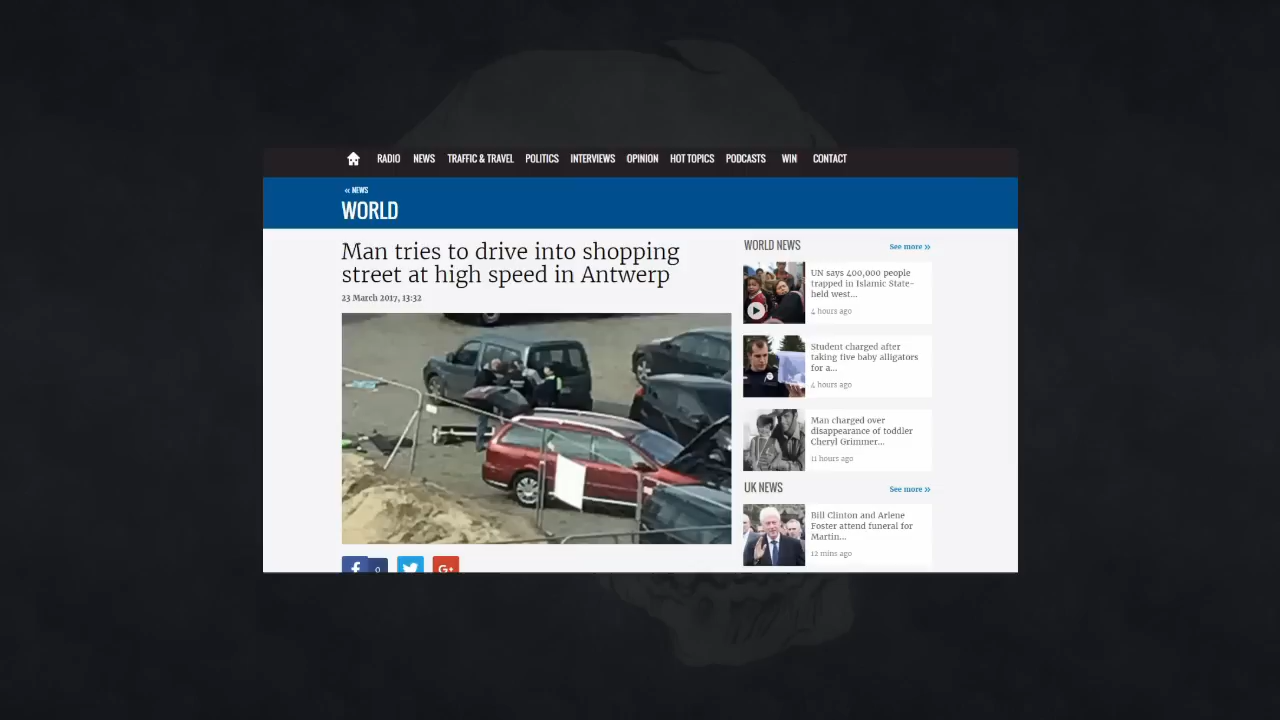 RADIO NEWS TRAFFIC & TRAVEL POLITICS INTERVIEWS OPINION HOT TOPICS PODCASTS WIN CONTACT
« NEWS
WORLD
Man tries to drive into shopping
street at high speed in Antwerp
23 March 2017, 13:32
f 0 G+
WORLD NEWS See more »
UN says 400,000 people
trapped in Islamic State-
held west...
4 hours ago
Student charged after
taking five baby alligators
for a...
4 hours ago
Man charged over
disappearance of toddler
Cheryl Grimmer...
11 hours ago
UK NEWS See more »
Bill Clinton and Arlene
Foster attend funeral for
Martin...
12 mins ago